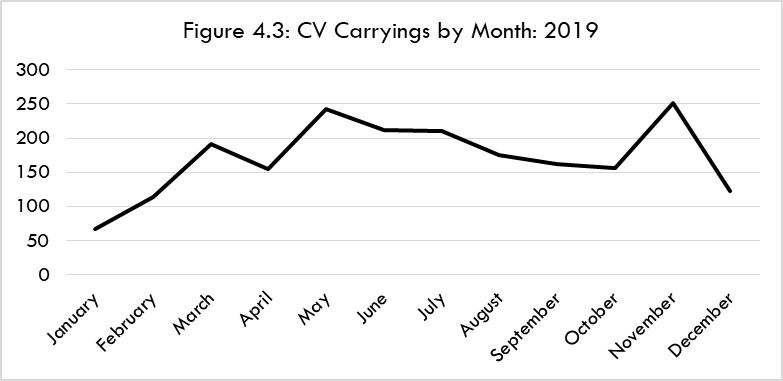 Figure 4.3: CV Carryings by Month: 2019
300
250
200
150
100
50
0
January
February
March
April
May
June
July
August
September
October
November
December